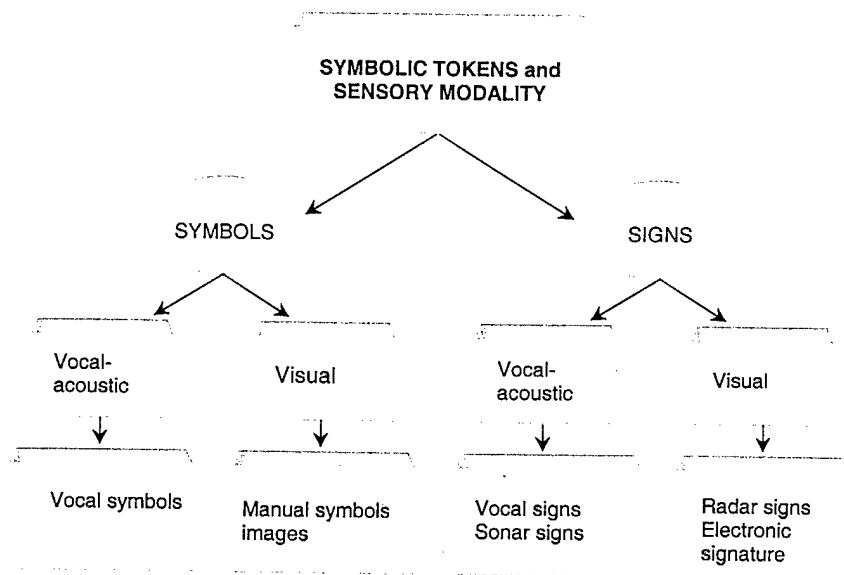 SYMBOLIC TOKENS and
SENSORY MODALITY
SYMBOLS
SIGNS
Vocal-
acoustic
Visual
Vocal-
acoustic
Visual
Vocal symbols
Manual symbols
images
Vocal signs
Sonar signs
Radar signs
Electronic
signature